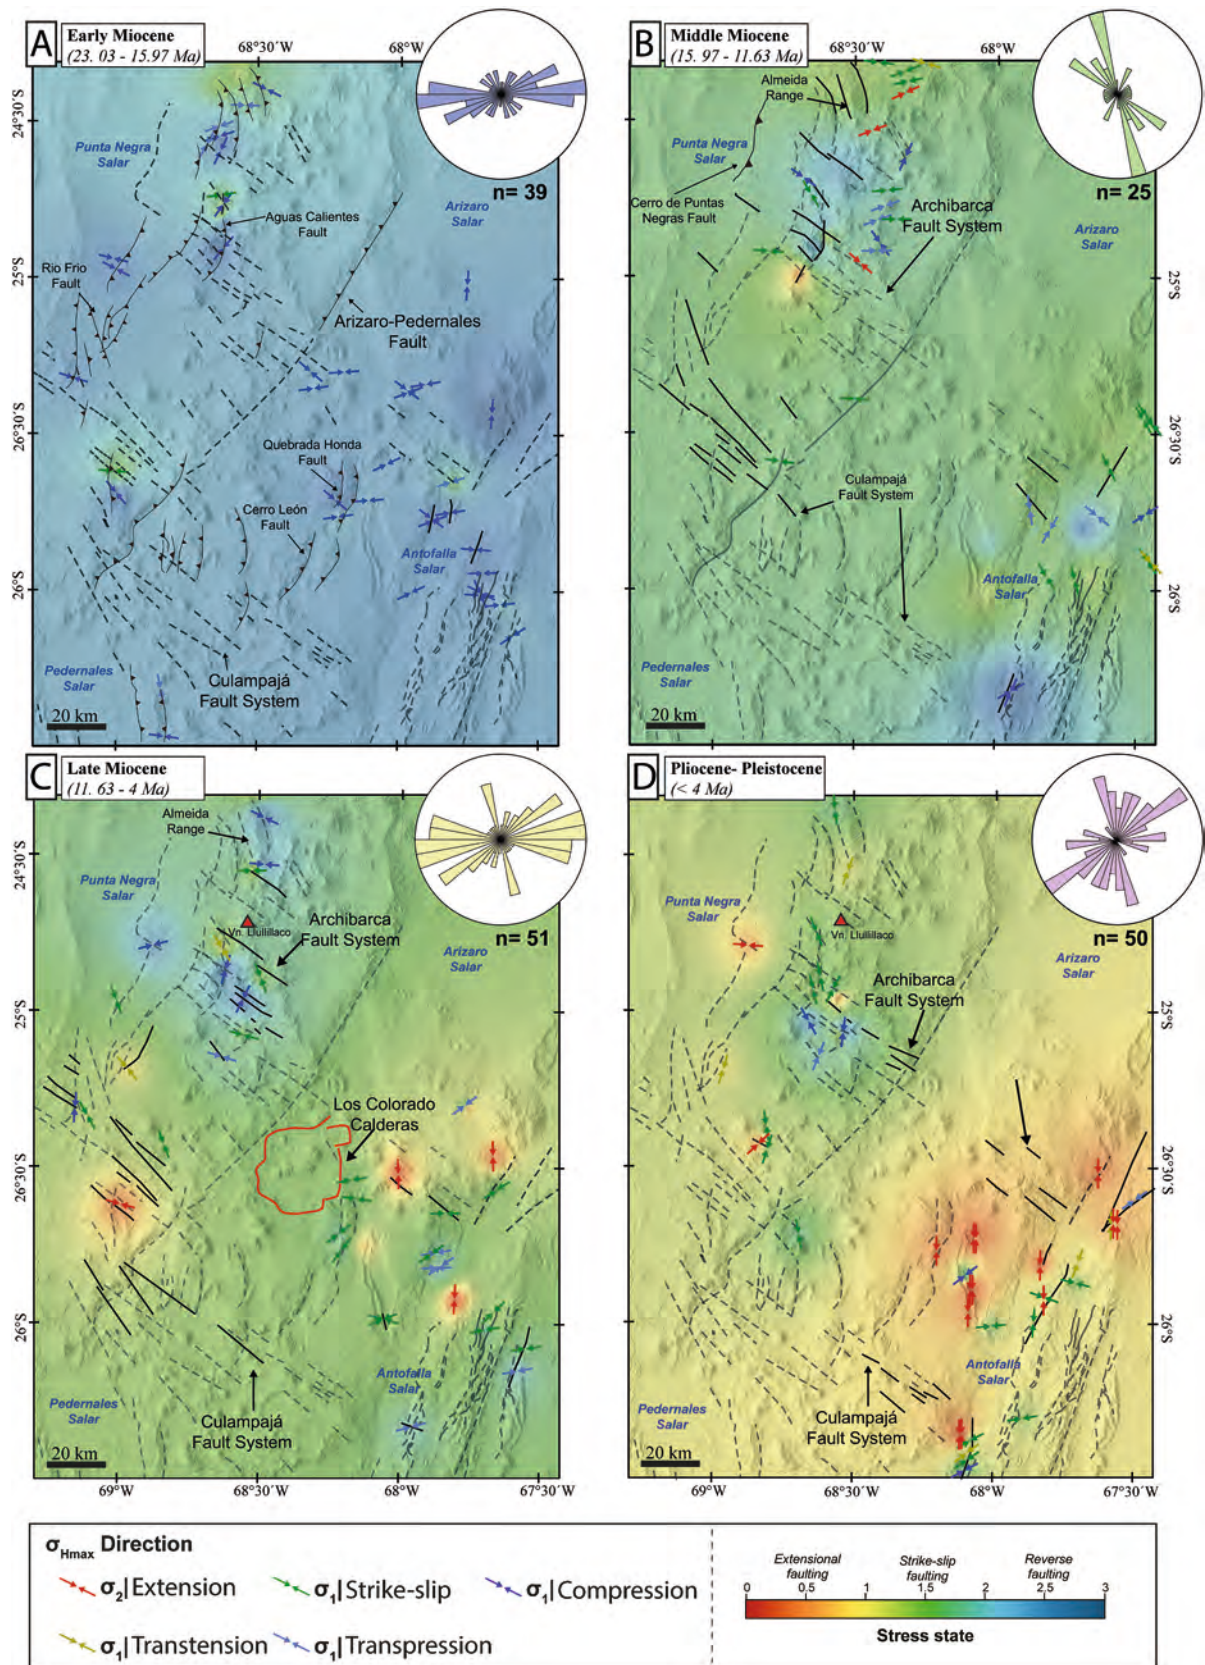 A
Early Miocene
(23. 03 - 15.97 Ma)
68°30'W
68°W
24°30'S
25°S
26°30'S
26°S
Punta Negra
Salar
Arizaro
Salar
n= 39
Aguas Calientes
Fault
Rio Frio
Fault
Arizaro-Pedernales
Fault
Quebrada Honda
Fault
Cerro León
Fault
Antofalla
Salar
Pedernales
Salar
Culampajá
Fault System
20 km
B
Middle Miocene
(15. 97 - 11.63 Ma)
68°30'W
68°W
Almeida
Range
Punta Negra
Salar
n= 25
Cerro de Puntas
Negras Fault
Archibarca
Fault System
Arizaro
Salar
25°S
26°30'S
26°S
Culampajá
Fault System
Antofalla
Salar
Pedernales
Salar
20 km
C
Late Miocene
(11. 63 - 4 Ma)
Almeida
Range
24°30'S
25°S
26°30'S
26°S
Punta Negra
Salar
Vn. Llullillaco
Archibarca
Fault System
n= 51
Arizaro
Salar
Los Colorado
Calderas
Antofalla
Salar
Pedernales
Salar
Culampajá
Fault System
20 km
69°W
68°30'W
68°W
67°30'W
D
Pliocene- Pleistocene
(< 4 Ma)
Punta Negra
Salar
Vn. Llullillaco
n= 50
Archibarca
Fault System
Arizaro
Salar
25°S
26°30'S
26°S
Antofalla
Salar
Pedernales
Salar
Culampajá
Fault System
20 km
69°W
68°30'W
68°W
67°30'W
σHmax Direction
σ2|Extension
σ1|Strike-slip
σ1|Compression
σ1|Transtension
σ1|Transpression
Extensional
faulting
Strike-slip
faulting
Reverse
faulting
0 0.5 1 1.5 2 2.5 3
Stress state